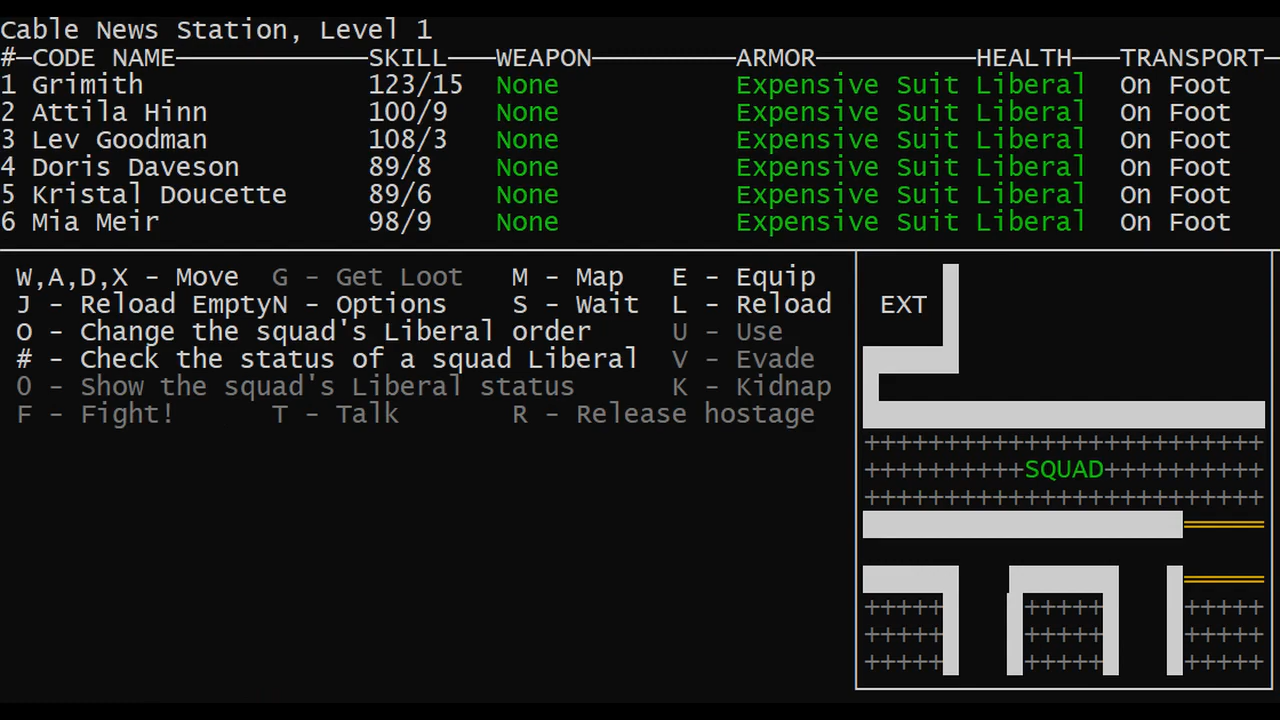 Cable News Station, Level 1
#—CODE NAME————————————SKILL———WEAPON—————————ARMOR——————————HEALTH———TRANSPORT—
1 Grimith 123/15 None Expensive Suit Liberal On Foot
2 Attila Hinn 100/9 None Expensive Suit Liberal On Foot
3 Lev Goodman 108/3 None Expensive Suit Liberal On Foot
4 Doris Daveson 89/8 None Expensive Suit Liberal On Foot
5 Kristal Doucette 89/6 None Expensive Suit Liberal On Foot
6 Mia Meir 98/9 None Expensive Suit Liberal On Foot
W,A,D,X - Move G - Get Loot M - Map E - Equip
J - Reload EmptyN - Options S - Wait L - Reload
O - Change the squad's Liberal order U - Use
# - Check the status of a squad Liberal V - Evade
0 - Show the squad's Liberal status K - Kidnap
F - Fight! T - Talk R - Release hostage
EXT
+++++++++++++++++++++++++
++++++++++SQUAD++++++++++
+++++++++++++++++++++++++
+++++ +++++ +++++
+++++ +++++ +++++
+++++ +++++ +++++